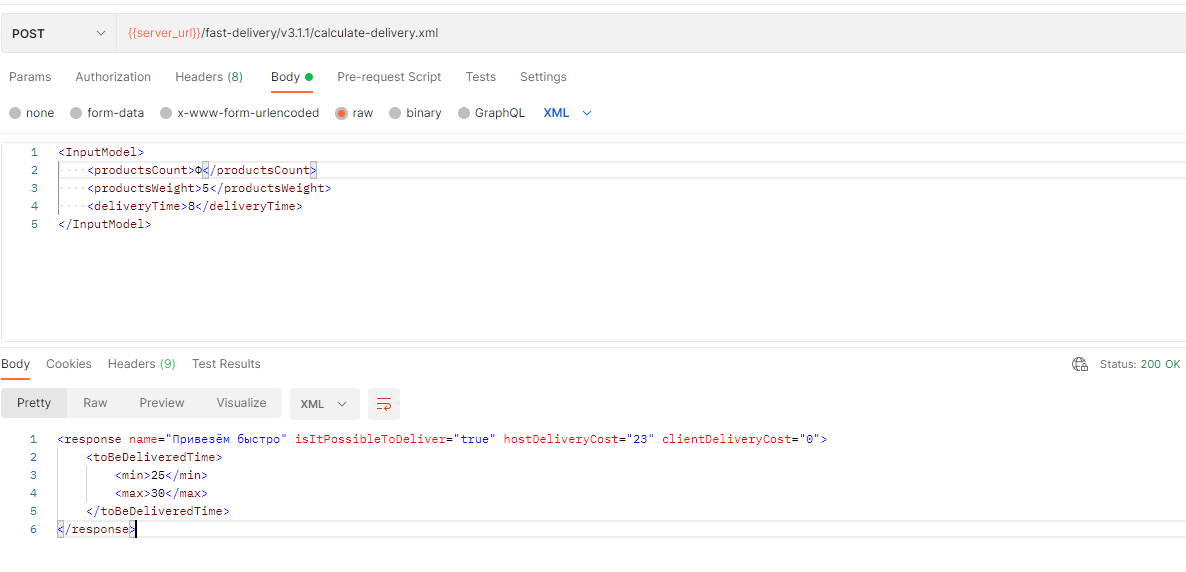 POST {{server_url}}/fast-delivery/v3.1.1/calculate-delivery.xml
Params Authorization Headers (8) Body Pre-request Script Tests Settings
none form-data x-www-form-urlencoded raw binary GraphQL XML
1 <InputModel>
2 ····<productsCount>Ф</productsCount>
3 ····<productsWeight>5</productsWeight>
4 ····<deliveryTime>8</deliveryTime>
5 </InputModel>
Body Cookies Headers (9) Test Results Status: 200 OK
Pretty Raw Preview Visualize XML
1 <response name="Привезём быстро" isItPossibleToDeliver="true" hostDeliveryCost="23" clientDeliveryCost="0">
2 <toBeDeliveredTime>
3 <min>25</min>
4 <max>30</max>
5 </toBeDeliveredTime>
6 </response>